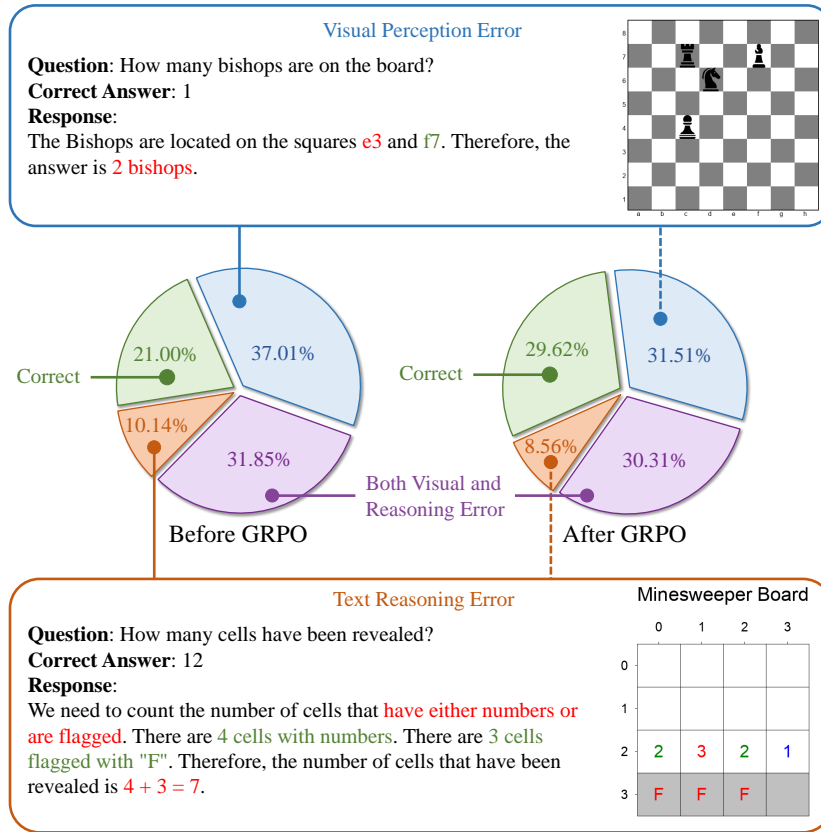 Visual Perception Error
Question: How many bishops are on the board?
Correct Answer: 1
Response:
The Bishops are located on the squares e3 and f7. Therefore, the
answer is 2 bishops.
8
7
6
5
4
3
2
1
a b c d e f g h
21.00%
37.01%
Correct
10.14%
31.85%
Before GRPO
29.62%
31.51%
Correct
8.56%
30.31%
Both Visual and
Reasoning Error
After GRPO
Text Reasoning Error
Question: How many cells have been revealed?
Correct Answer: 12
Response:
We need to count the number of cells that have either numbers or
are flagged. There are 4 cells with numbers. There are 3 cells
flagged with "F". Therefore, the number of cells that have been
revealed is 4 + 3 = 7.
Minesweeper Board
0 1 2 3
0
1
2 2 3 2 1
3 F F F